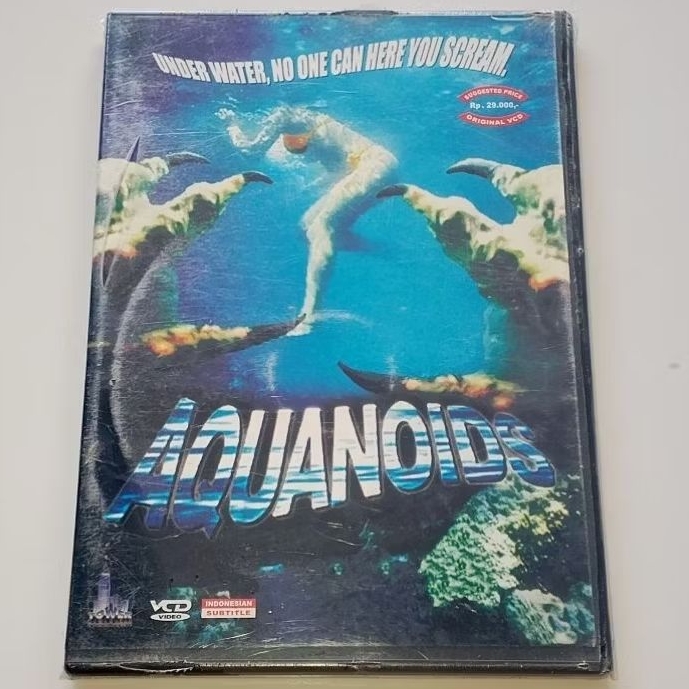 UNDER WATER, NO ONE CAN HERE YOU SCREAM.
SUGGESTED PRICE
Rp. 29.000,-
ORIGINAL VCD
AQUANOIDS
TOWER
VCD
VIDEO
INDONESIAN
SUBTITLE